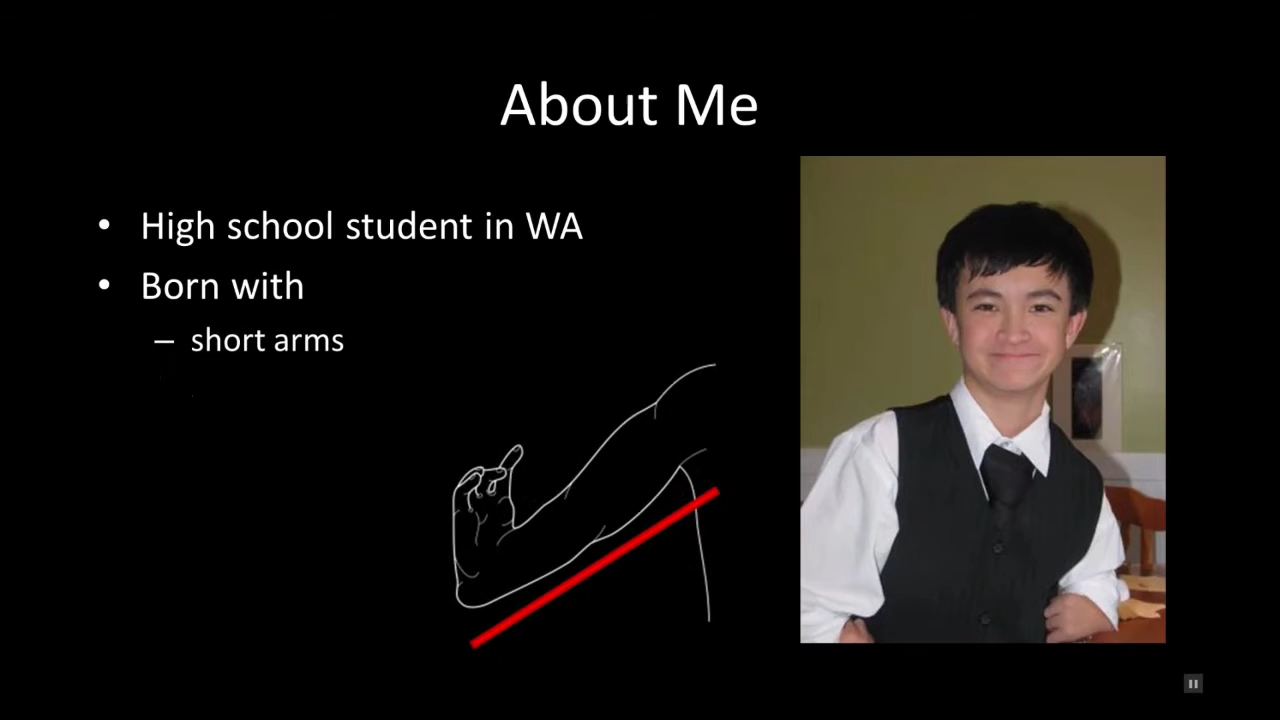 About Me
• High school student in WA
• Born with
– short arms